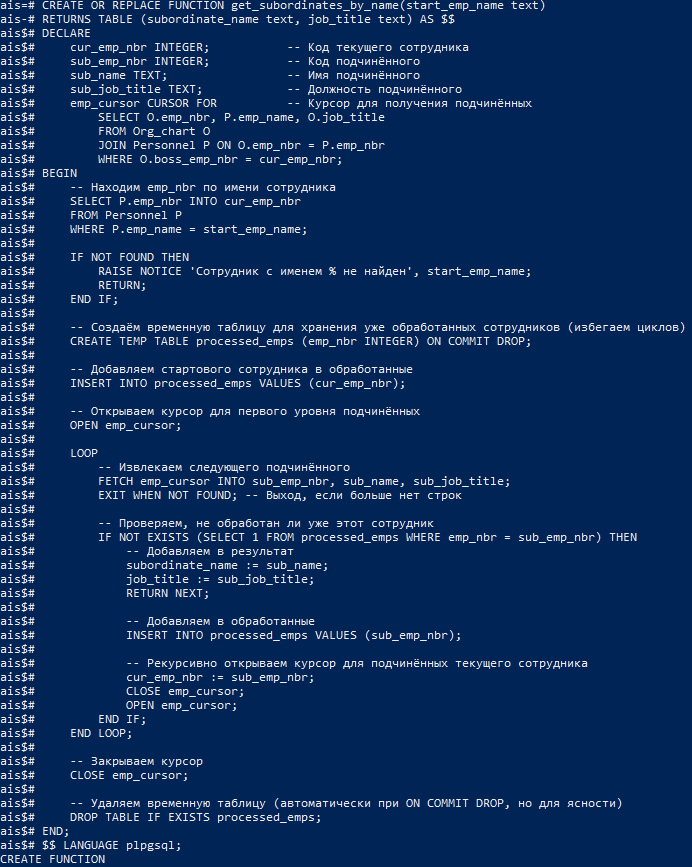 ais=# CREATE OR REPLACE FUNCTION get_subordinates_by_name(start_emp_name text)
ais-# RETURNS TABLE (subordinate_name text, job_title text) AS $$
ais$# DECLARE
ais$#     cur_emp_nbr INTEGER;           -- Код текущего сотрудника
ais$#     sub_emp_nbr INTEGER;           -- Код подчинённого
ais$#     sub_name TEXT;                 -- Имя подчинённого
ais$#     sub_job_title TEXT;            -- Должность подчинённого
ais$#     emp_cursor CURSOR FOR          -- Курсор для получения подчинённых
ais$#         SELECT O.emp_nbr, P.emp_name, O.job_title
ais$#         FROM Org_chart O
ais$#         JOIN Personnel P ON O.emp_nbr = P.emp_nbr
ais$#         WHERE O.boss_emp_nbr = cur_emp_nbr;
ais$# BEGIN
ais$#     -- Находим emp_nbr по имени сотрудника
ais$#     SELECT P.emp_nbr INTO cur_emp_nbr
ais$#     FROM Personnel P
ais$#     WHERE P.emp_name = start_emp_name;
ais$#
ais$#     IF NOT FOUND THEN
ais$#         RAISE NOTICE 'Сотрудник с именем % не найден', start_emp_name;
ais$#         RETURN;
ais$#     END IF;
ais$#
ais$#     -- Создаём временную таблицу для хранения уже обработанных сотрудников (избегаем циклов)
ais$#     CREATE TEMP TABLE processed_emps (emp_nbr INTEGER) ON COMMIT DROP;
ais$#
ais$#     -- Добавляем стартового сотрудника в обработанные
ais$#     INSERT INTO processed_emps VALUES (cur_emp_nbr);
ais$#
ais$#     -- Открываем курсор для первого уровня подчинённых
ais$#     OPEN emp_cursor;
ais$#
ais$#     LOOP
ais$#         -- Извлекаем следующего подчинённого
ais$#         FETCH emp_cursor INTO sub_emp_nbr, sub_name, sub_job_title;
ais$#         EXIT WHEN NOT FOUND; -- Выход, если больше нет строк
ais$#
ais$#         -- Проверяем, не обработан ли уже этот сотрудник
ais$#         IF NOT EXISTS (SELECT 1 FROM processed_emps WHERE emp_nbr = sub_emp_nbr) THEN
ais$#             -- Добавляем в результат
ais$#             subordinate_name := sub_name;
ais$#             job_title := sub_job_title;
ais$#             RETURN NEXT;
ais$#
ais$#             -- Добавляем в обработанные
ais$#             INSERT INTO processed_emps VALUES (sub_emp_nbr);
ais$#
ais$#             -- Рекурсивно открываем курсор для подчинённых текущего сотрудника
ais$#             cur_emp_nbr := sub_emp_nbr;
ais$#             CLOSE emp_cursor;
ais$#             OPEN emp_cursor;
ais$#         END IF;
ais$#     END LOOP;
ais$#
ais$#     -- Закрываем курсор
ais$#     CLOSE emp_cursor;
ais$#
ais$#     -- Удаляем временную таблицу (автоматически при ON COMMIT DROP, но для ясности)
ais$#     DROP TABLE IF EXISTS processed_emps;
ais$# END;
ais$# $$ LANGUAGE plpgsql;
CREATE FUNCTION